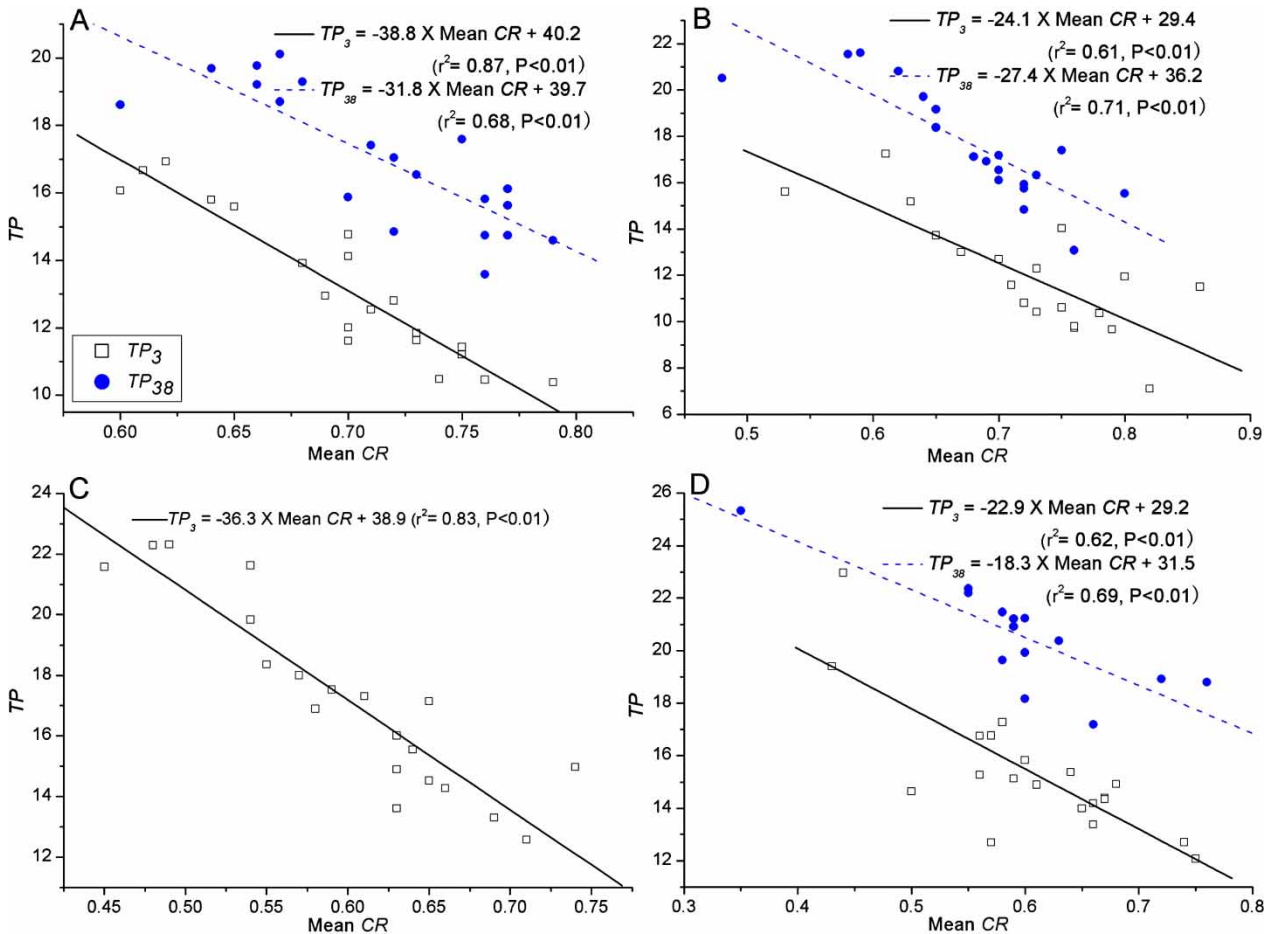 A
TP3 = -38.8 X Mean CR + 40.2
(r2= 0.87, P<0.01)
TP38 = -31.8 X Mean CR + 39.7
(r2= 0.68, P<0.01)
20
18
16
14
12
10
TP
TP3
TP38
0.60 0.65 0.70 0.75 0.80
Mean CR
B
TP3 = -24.1 X Mean CR + 29.4
(r2= 0.61, P<0.01)
TP38 = -27.4 X Mean CR + 36.2
(r2= 0.71, P<0.01)
22
20
18
16
14
12
10
8
6
TP
0.5 0.6 0.7 0.8 0.9
Mean CR
C
TP3 = -36.3 X Mean CR + 38.9 (r2= 0.83, P<0.01)
24
22
20
18
16
14
12
TP
0.45 0.50 0.55 0.60 0.65 0.70 0.75
Mean CR
D
TP3 = -22.9 X Mean CR + 29.2
(r2= 0.62, P<0.01)
TP38 = -18.3 X Mean CR + 31.5
(r2= 0.69, P<0.01)
26
24
22
20
18
16
14
12
TP
0.3 0.4 0.5 0.6 0.7 0.8
Mean CR